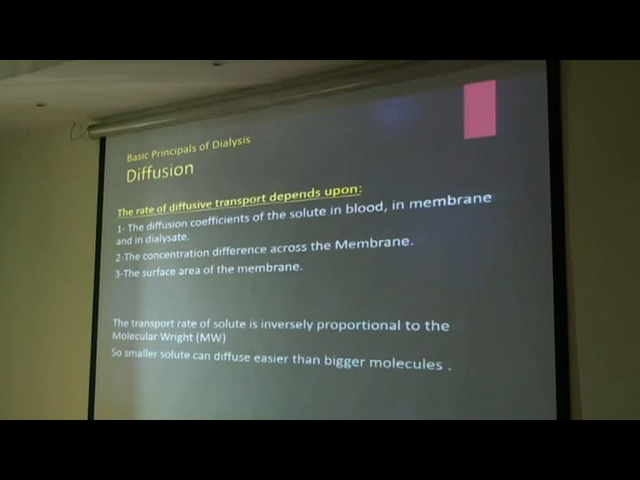 Basic Principals of Dialysis
Diffusion
The rate of diffusive transport depends upon:
1- The diffusion coefficients of the solute in blood, in membrane
and in dialysate.
2-The concentration difference across the Membrane.
3-The surface area of the membrane.
The transport rate of solute is inversely proportional to the
Molecular Wright (MW)
So smaller solute can diffuse easier than bigger molecules .